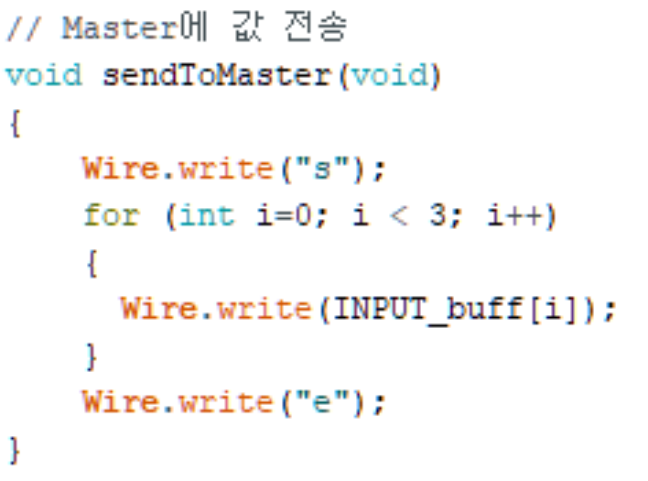 // Master에 값 전송
void sendToMaster(void)
{
    Wire.write("s");
    for (int i=0; i < 3; i++)
    {
      Wire.write(INPUT_buff[i]);
    }
    Wire.write("e");
}